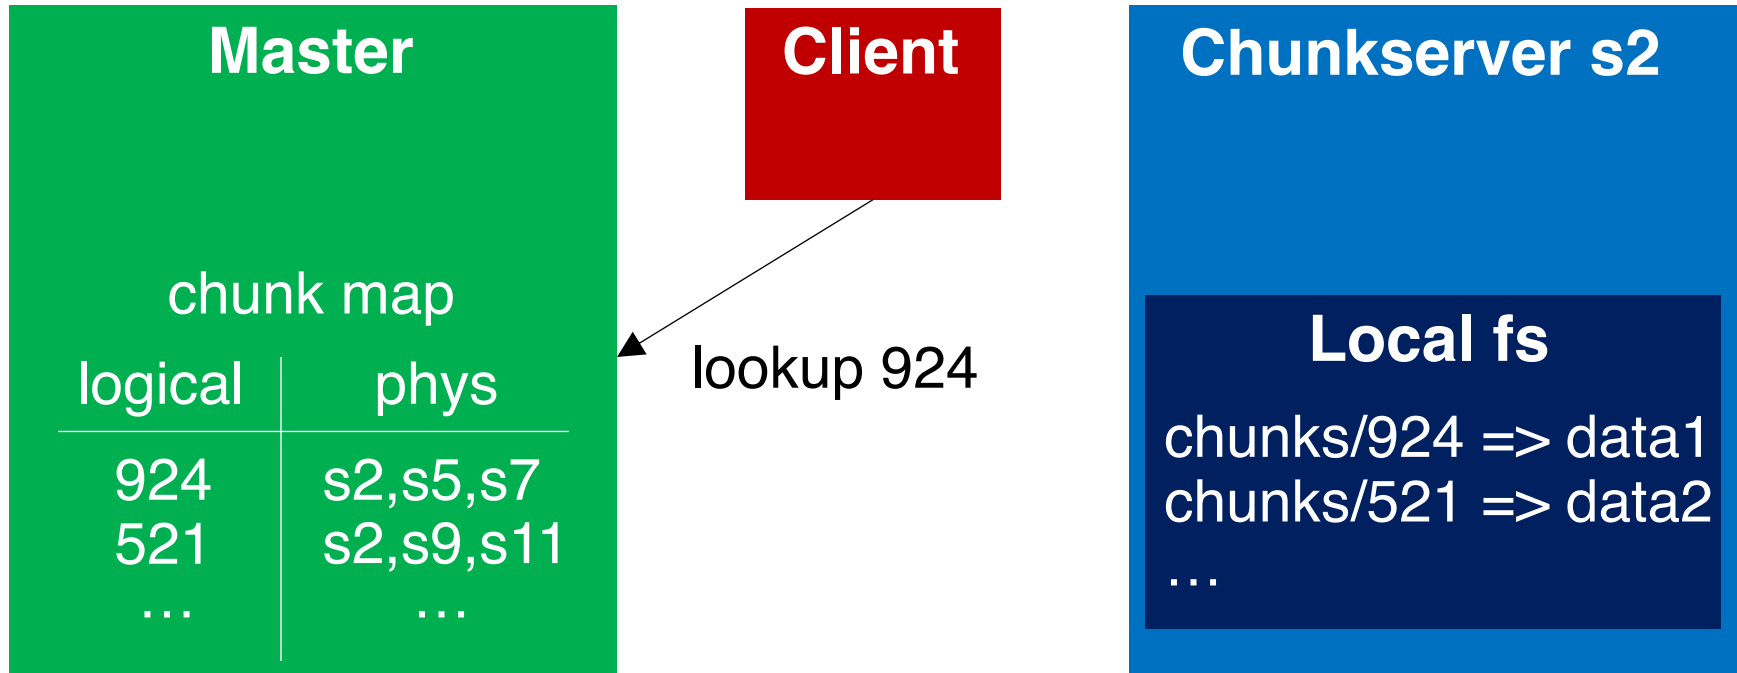 Master
chunk map
logical phys
924 s2,s5,s7
521 s2,s9,s11
… …
Client
lookup 924
Chunkserver s2
Local fs
chunks/924 => data1
chunks/521 => data2
…